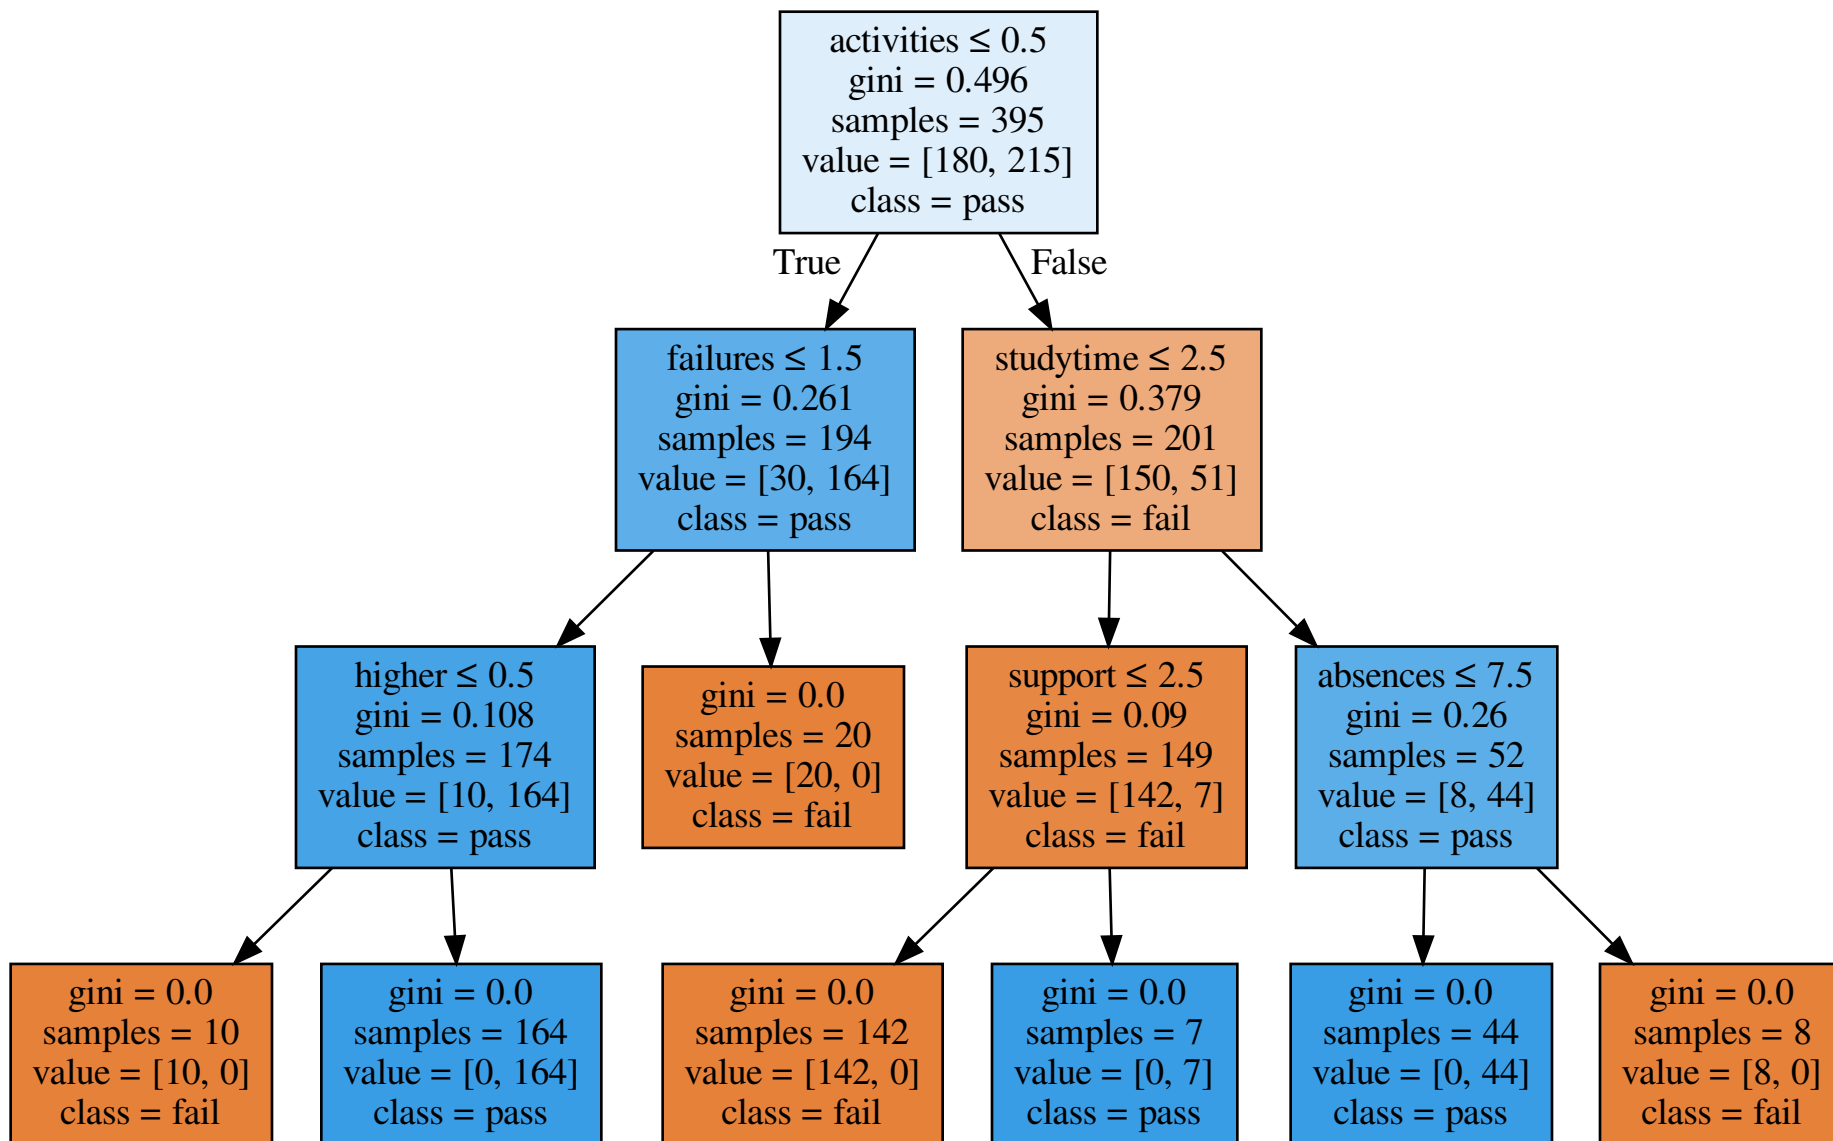 activities ≤ 0.5
gini = 0.496
samples = 395
value = [180, 215]
class = pass
True
False
failures ≤ 1.5
gini = 0.261
samples = 194
value = [30, 164]
class = pass
studytime ≤ 2.5
gini = 0.379
samples = 201
value = [150, 51]
class = fail
higher ≤ 0.5
gini = 0.108
samples = 174
value = [10, 164]
class = pass
gini = 0.0
samples = 20
value = [20, 0]
class = fail
support ≤ 2.5
gini = 0.09
samples = 149
value = [142, 7]
class = fail
absences ≤ 7.5
gini = 0.26
samples = 52
value = [8, 44]
class = pass
gini = 0.0
samples = 10
value = [10, 0]
class = fail
gini = 0.0
samples = 164
value = [0, 164]
class = pass
gini = 0.0
samples = 142
value = [142, 0]
class = fail
gini = 0.0
samples = 7
value = [0, 7]
class = pass
gini = 0.0
samples = 44
value = [0, 44]
class = pass
gini = 0.0
samples = 8
value = [8, 0]
class = fail